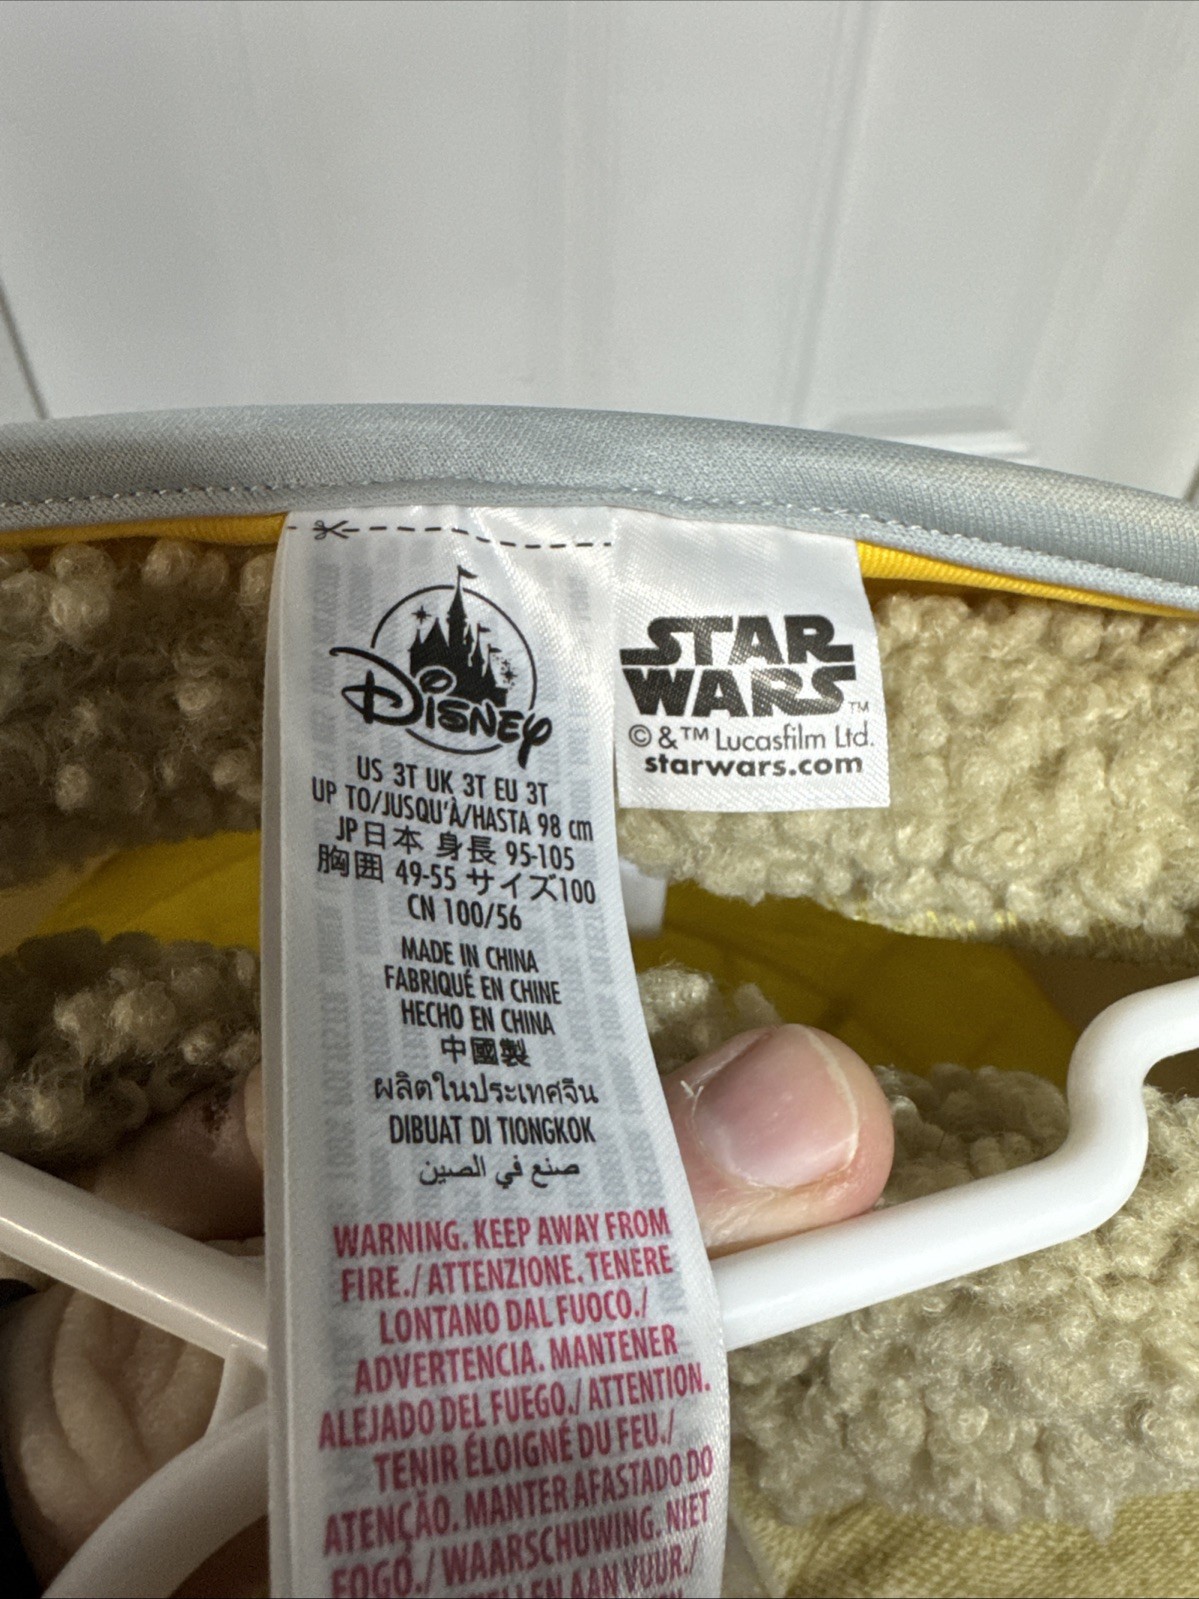 Disney
US 3T UK 3T EU 3T
UP TO/JUSQU'À/HASTA 98 cm
JP日本 身長 95-105
胸囲 49-55 サイズ100
CN 100/56
MADE IN CHINA
FABRIQUÉ EN CHINE
HECHO EN CHINA
中國製
ผลิตในประเทศจีน
DIBUAT DI TIONGKOK
صنع في الصين
WARNING. KEEP AWAY FROM
FIRE./ATTENZIONE. TENERE
LONTANO DAL FUOCO./
ADVERTENCIA. MANTENER
ALEJADO DEL FUEGO./ATTENTION.
TENIR ÉLOIGNÉ DU FEU./
ATENÇÃO. MANTER AFASTADO DO
FOGO./WAARSCHUWING. NIET
AAN VUUR./
STAR
WARS™
© &™ Lucasfilm Ltd.
starwars.com